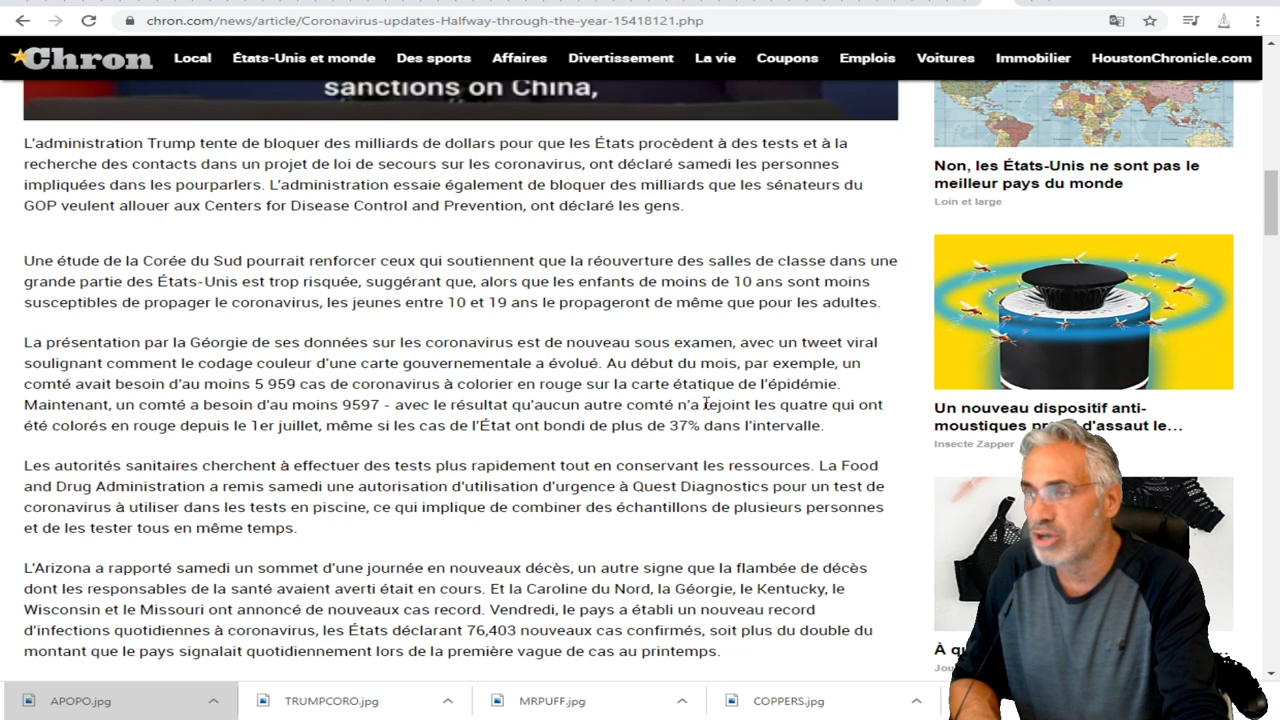 chron.com/news/article/Coronavirus-updates-Halfway-through-the-year-15418121.php
Chron
Local
États-Unis et monde
Des sports
Affaires
Divertissement
La vie
Coupons
Emplois
Voitures
Immobilier
HoustonChronicle.com
sanctions on China,
L'administration Trump tente de bloquer des milliards de dollars pour que les États procèdent à des tests et à la
recherche des contacts dans un projet de loi de secours sur les coronavirus, ont déclaré samedi les personnes
impliquées dans les pourparlers. L'administration essaie également de bloquer des milliards que les sénateurs du
GOP veulent allouer aux Centers for Disease Control and Prevention, ont déclaré les gens.
Une étude de la Corée du Sud pourrait renforcer ceux qui soutiennent que la réouverture des salles de classe dans une
grande partie des États-Unis est trop risquée, suggérant que, alors que les enfants de moins de 10 ans sont moins
susceptibles de propager le coronavirus, les jeunes entre 10 et 19 ans le propageront de même que pour les adultes.
La présentation par la Géorgie de ses données sur les coronavirus est de nouveau sous examen, avec un tweet viral
soulignant comment le codage couleur d'une carte gouvernementale a évolué. Au début du mois, par exemple, un
comté avait besoin d'au moins 5 959 cas de coronavirus à colorier en rouge sur la carte étatique de l'épidémie.
Maintenant, un comté a besoin d'au moins 9597 - avec le résultat qu'aucun autre comté n'a rejoint les quatre qui ont
été colorés en rouge depuis le 1er juillet, même si les cas de l'État ont bondi de plus de 37% dans l'intervalle.
Les autorités sanitaires cherchent à effectuer des tests plus rapidement tout en conservant les ressources. La Food
and Drug Administration a remis samedi une autorisation d'utilisation d'urgence à Quest Diagnostics pour un test de
coronavirus à utiliser dans les tests en piscine, ce qui implique de combiner des échantillons de plusieurs personnes
et de les tester tous en même temps.
L'Arizona a rapporté samedi un sommet d'une journée en nouveaux décès, un autre signe que la flambée de décès
dont les responsables de la santé avaient averti était en cours. Et la Caroline du Nord, la Géorgie, le Kentucky, le
Wisconsin et le Missouri ont annoncé de nouveaux cas record. Vendredi, le pays a établi un nouveau record
d'infections quotidiennes à coronavirus, les États déclarant 76,403 nouveaux cas confirmés, soit plus du double du
montant que le pays signalait quotidiennement lors de la première vague de cas au printemps.
Non, les États-Unis ne sont pas le
meilleur pays du monde
Loin et large
Un nouveau dispositif anti-
moustiques prend d'assaut le...
Insecte Zapper
APOPO.jpg
TRUMPCORO.jpg
MRPUFF.jpg
COPPERS.jpg